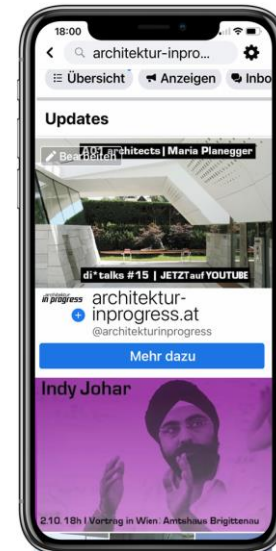 18:00
architektur-inpro...
Übersicht
Anzeigen
Inbo
Updates
A01 architects | Maria Planegger
Bearbeiten
di*talks #15 | JETZT auf YOUTUBE
architektur
in progress
architektur-
inprogress.at
@architekturinprogress
Mehr dazu
Indy Johar
2.10. 18h I Vortrag in Wien: Amtshaus Brigittenau